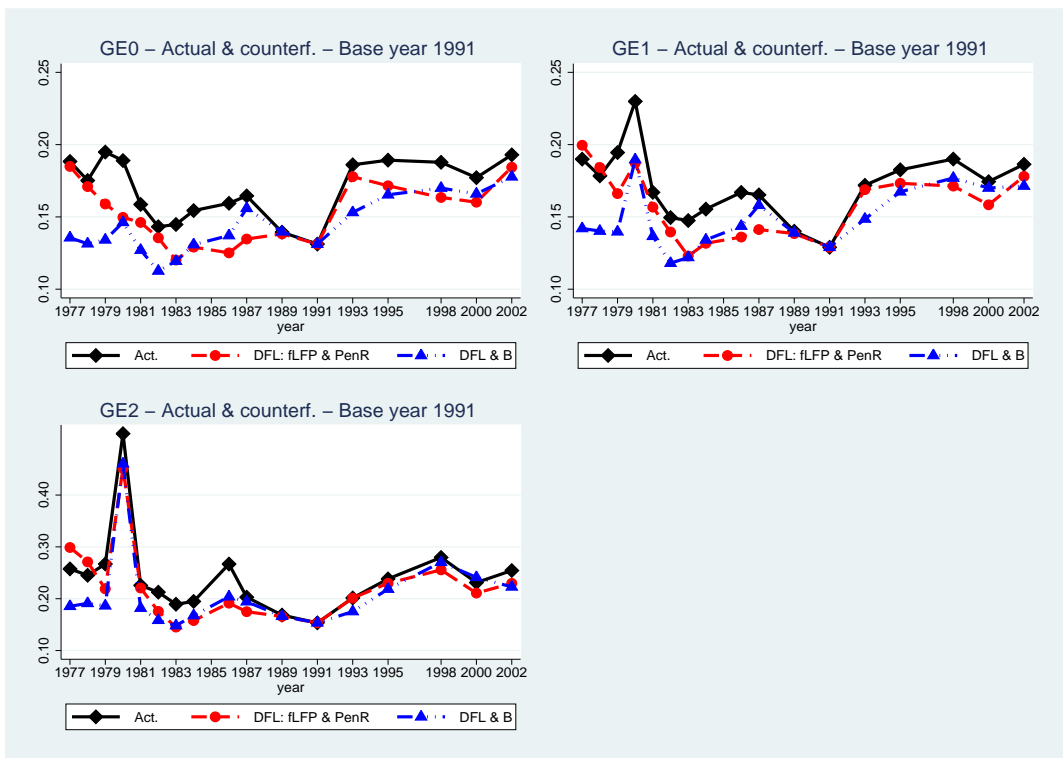 GE0 − Actual & counterf. − Base year 1991
0.25
0.20
0.15
0.10
1977 1979 1981 1983 1985 1987 1989 1991 1993 1995 1998 2000 2002
year
Act. DFL: fLFP & PenR DFL & B
GE1 − Actual & counterf. − Base year 1991
0.25
0.20
0.15
0.10
1977 1979 1981 1983 1985 1987 1989 1991 1993 1995 1998 2000 2002
year
Act. DFL: fLFP & PenR DFL & B
GE2 − Actual & counterf. − Base year 1991
0.40
0.30
0.20
0.10
1977 1979 1981 1983 1985 1987 1989 1991 1993 1995 1998 2000 2002
year
Act. DFL: fLFP & PenR DFL & B